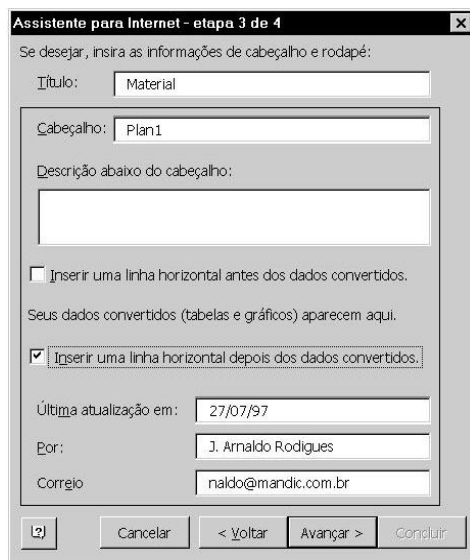 Assistente para Internet - etapa 3 de 4
Se desejar, insira as informações de cabeçalho e rodapé:
Título: Material
Cabeçalho: Plan1
Descrição abaixo do cabeçalho:
Inserir uma linha horizontal antes dos dados convertidos.
Seus dados convertidos (tabelas e gráficos) aparecem aqui.
Inserir uma linha horizontal depois dos dados convertidos.
Última atualização em: 27/07/97
Por: J. Arnaldo Rodigues
Correio naldo@mandic.com.br
Cancelar < Voltar Avançar > Concluir